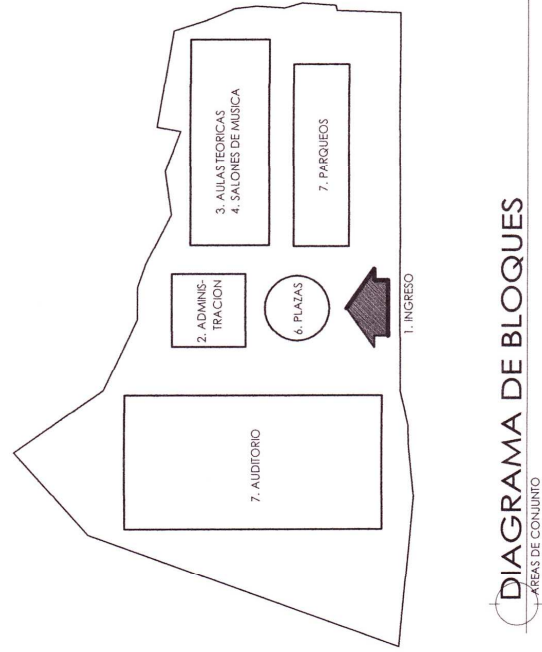 3. AULAS TEORICAS
4. SALONES DE MUSICA
7. PARQUEOS
2. ADMINIS-
TRACION
6. PLAZAS
1. INGRESO
7. AUDITORIO
DIAGRAMA DE BLOQUES
AREAS DE CONJUNTO